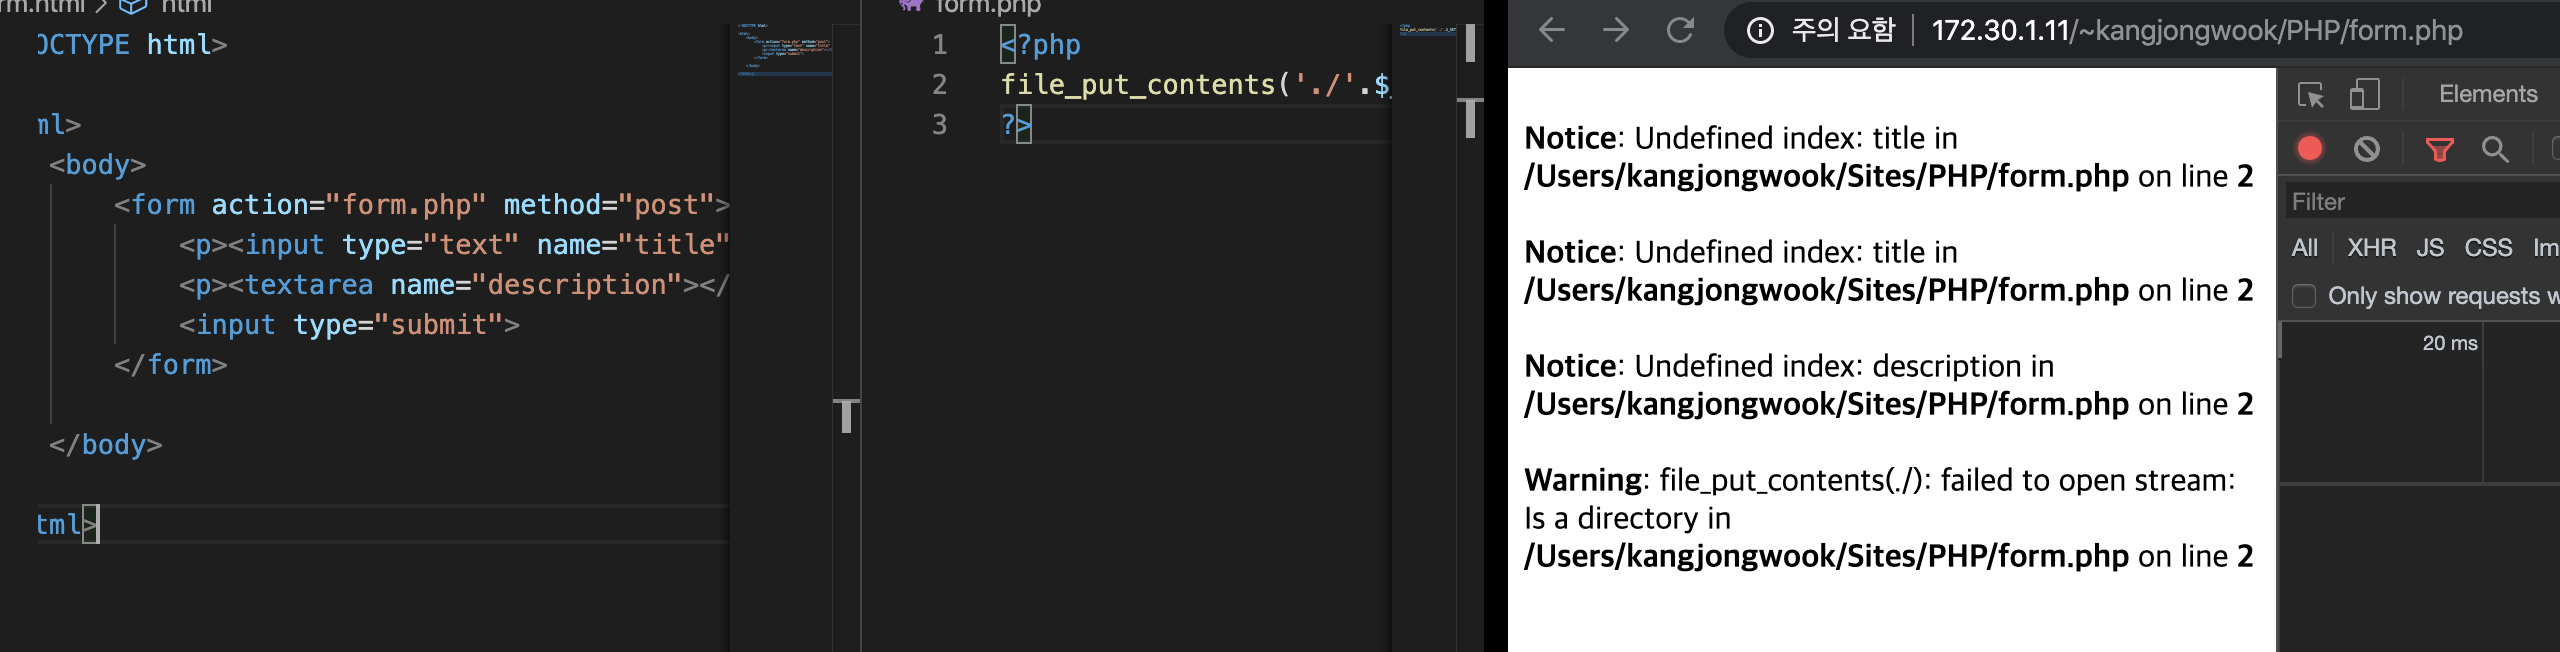 rm.html > html
OCTYPE html>
ml>
<body>
<form action="form.php" method="post">
<p><input type="text" name="title"
<p><textarea name="description"></
<input type="submit">
</form>
</body>
tml>
form.php
1 <?php
2 file_put_contents('./'.$_
3 ?>
주의 요함 | 172.30.1.11/~kangjongwook/PHP/form.php
Notice: Undefined index: title in
/Users/kangjongwook/Sites/PHP/form.php on line 2
Notice: Undefined index: title in
/Users/kangjongwook/Sites/PHP/form.php on line 2
Notice: Undefined index: description in
/Users/kangjongwook/Sites/PHP/form.php on line 2
Warning: file_put_contents(./): failed to open stream:
Is a directory in
/Users/kangjongwook/Sites/PHP/form.php on line 2
Elements
Filter
All XHR JS CSS Im
Only show requests w
20 ms